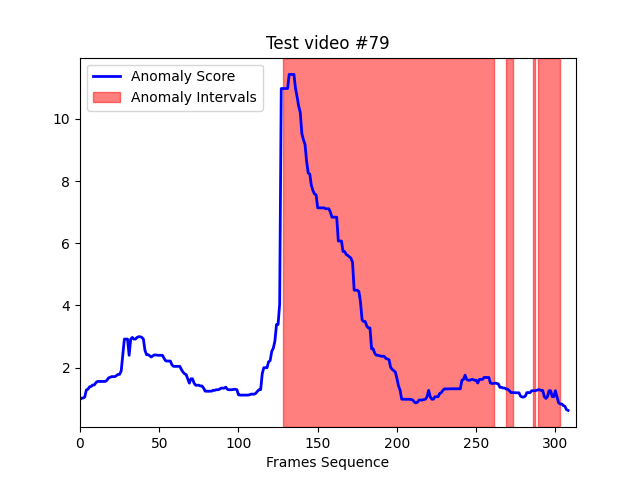 Test video #79
Anomaly Score
Anomaly Intervals
10
8
6
4
2
0 50 100 150 200 250 300
Frames Sequence